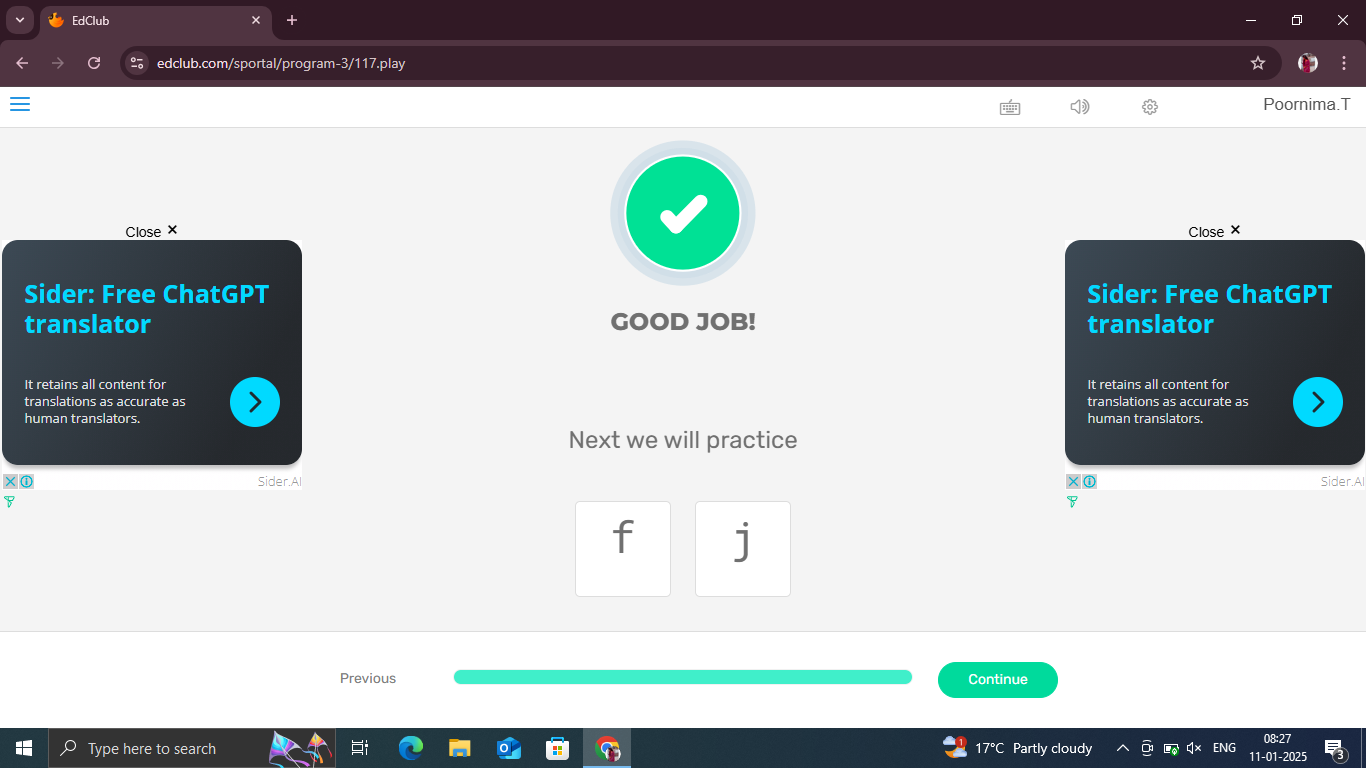 EdClub
edclub.com/sportal/program-3/117.play
Poornima.T
GOOD JOB!
Close ×
Sider: Free ChatGPT
translator
It retains all content for
translations as accurate as
human translators.
Sider.AI
Close ×
Sider: Free ChatGPT
translator
It retains all content for
translations as accurate as
human translators.
Sider.AI
Next we will practice
f j
Previous
Continue
Type here to search
1
17°C Partly cloudy
ENG
08:27
11-01-2025
3